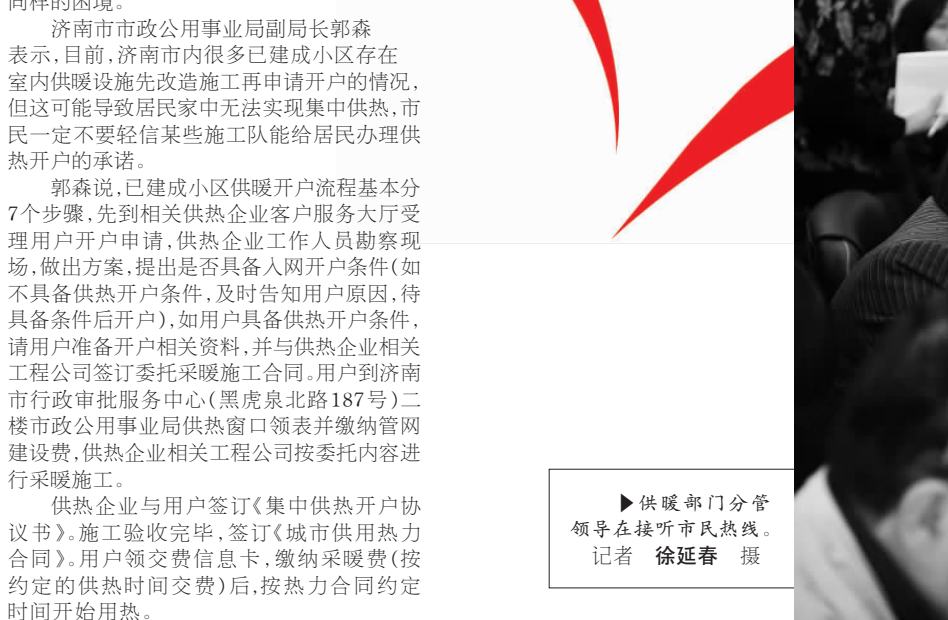 同样的困境。
济南市市政公用事业局副局长郭森
表示,目前,济南市内很多已建成小区存在
室内供暖设施先改造施工再申请开户的情况,
但这可能导致居民家中无法实现集中供热,市
民一定不要轻信某些施工队能给居民办理供
热开户的承诺。
郭森说,已建成小区供暖开户流程基本分
7个步骤,先到相关供热企业客户服务大厅受
理用户开户申请,供热企业工作人员勘察现
场,做出方案,提出是否具备入网开户条件(如
不具备供热开户条件,及时告知用户原因,待
具备条件后开户),如用户具备供热开户条件,
请用户准备开户相关资料,并与供热企业相关
工程公司签订委托采暖施工合同。用户到济南
市行政审批服务中心(黑虎泉北路187号)二
楼市政公用事业局供热窗口领表并缴纳管网
建设费,供热企业相关工程公司按委托内容进
行采暖施工。
供热企业与用户签订《集中供热开户协
议书》。施工验收完毕,签订《城市供用热力
合同》。用户领交费信息卡,缴纳采暖费(按
约定的供热时间交费)后,按热力合同约定
时间开始用热。
▶供暖部门分管
领导在接听市民热线。
记者 徐延春 摄